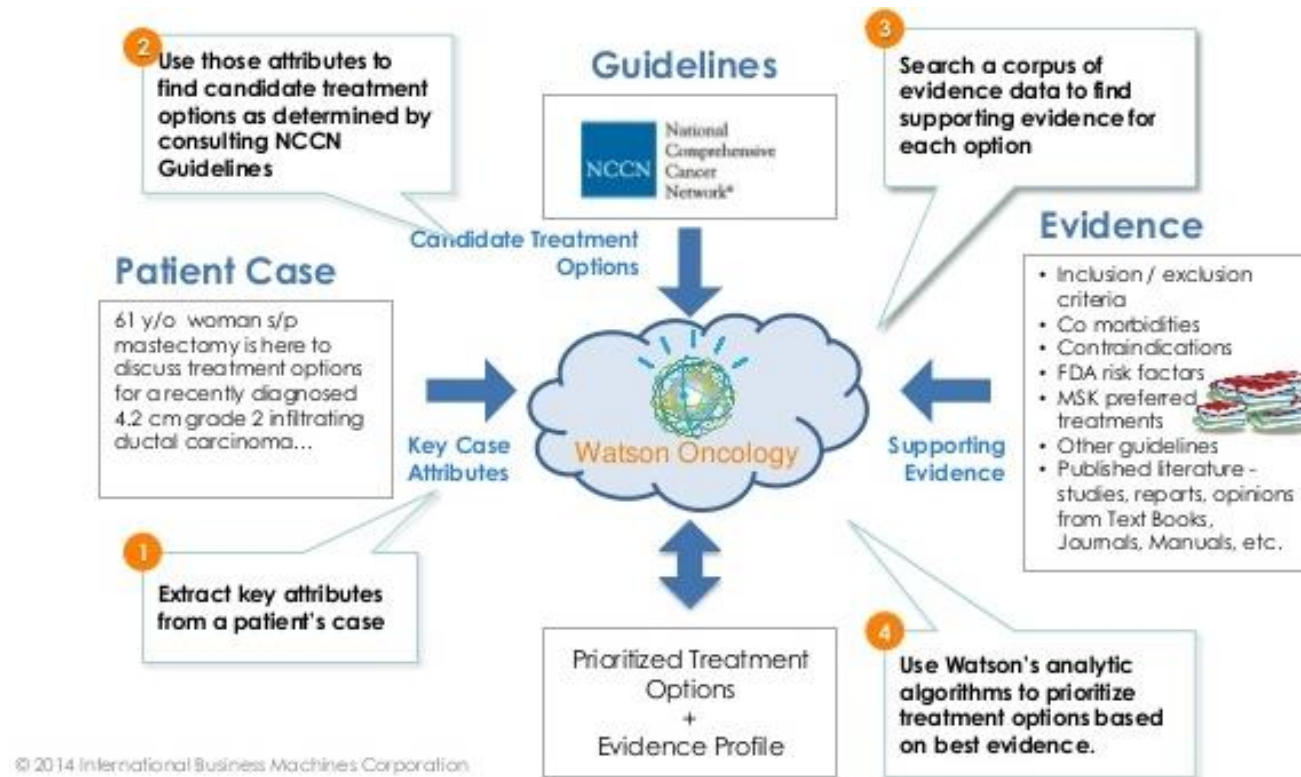 2
Use those attributes to
find candidate treatment
options as determined by
consulting NCCN
Guidelines
Guidelines
NCCN
National
Comprehensive
Cancer
Network®
3
Search a corpus of
evidence data to find
supporting evidence for
each option
Candidate Treatment
Options
Patient Case
61 y/o woman s/p
mastectomy is here to
discuss treatment options
for a recently diagnosed
4.2 cm grade 2 infiltrating
ductal carcinoma...
Key Case
Attributes
Watson Oncology
Supporting
Evidence
Evidence
• Inclusion / exclusion
criteria
• Co morbidities
• Contraindications
• FDA risk factors
• MSK preferred
treatments
• Other guidelines
• Published literature -
studies, reports, opinions
from Text Books,
Journals, Manuals, etc.
1
Extract key attributes
from a patient's case
Prioritized Treatment
Options
+
Evidence Profile
4
Use Watson's analytic
algorithms to prioritize
treatment options based
on best evidence.
© 2014 International Business Machines Corporation